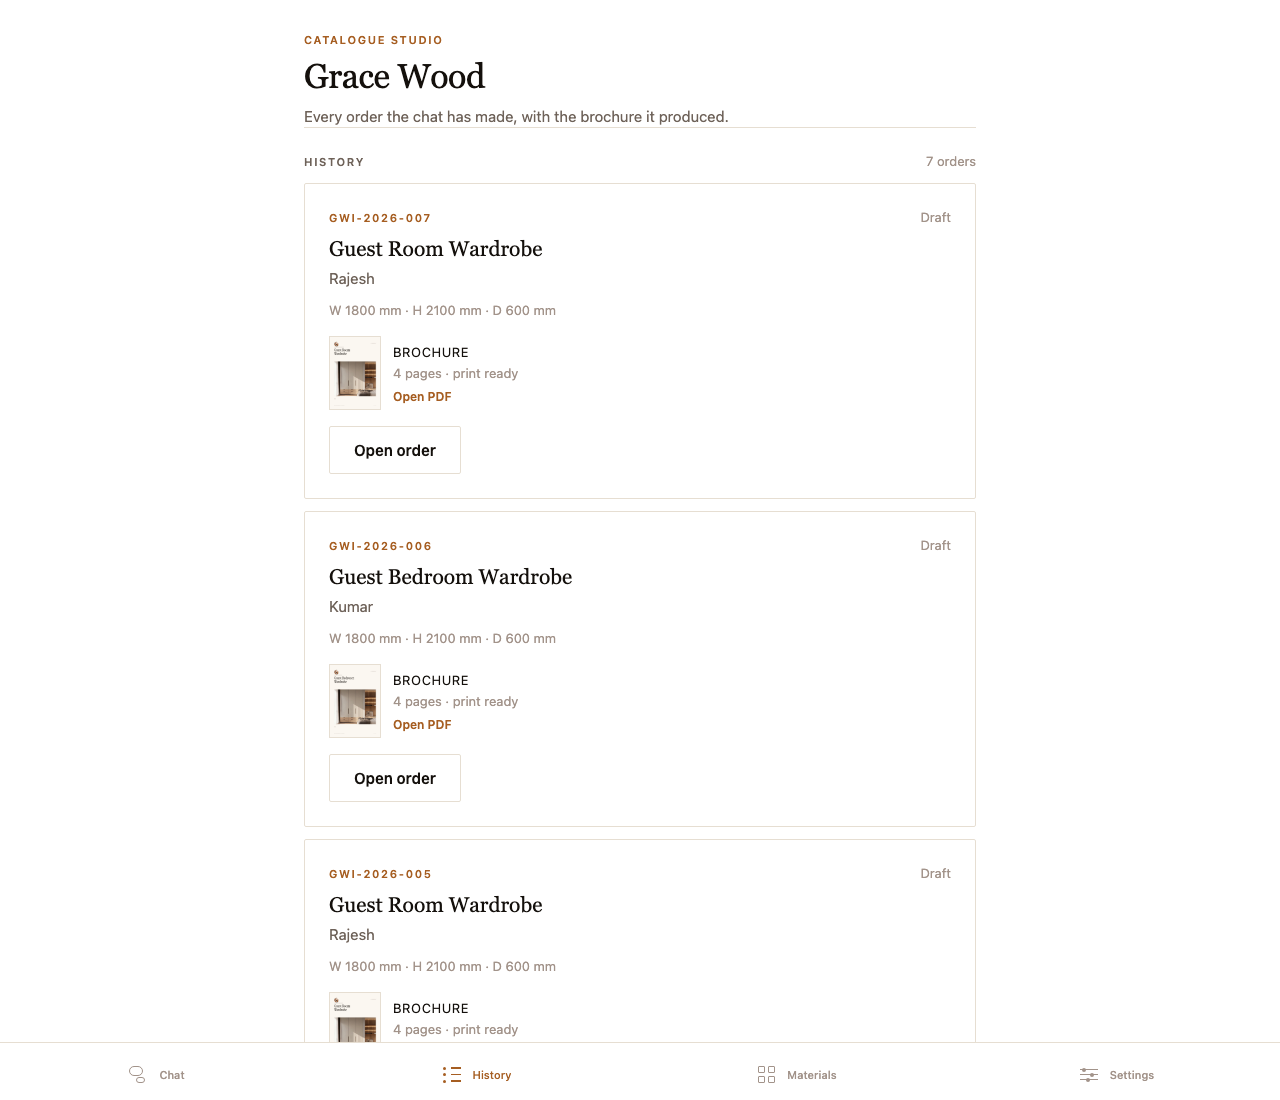 CATALOGUE STUDIO
Grace Wood
Every order the chat has made, with the brochure it produced.
HISTORY
7 orders
GWI-2026-007
Draft
Guest Room Wardrobe
Rajesh
W 1800 mm · H 2100 mm · D 600 mm
BROCHURE
4 pages · print ready
Open PDF
Open order
GWI-2026-006
Draft
Guest Bedroom Wardrobe
Kumar
W 1800 mm · H 2100 mm · D 600 mm
BROCHURE
4 pages · print ready
Open PDF
Open order
GWI-2026-005
Draft
Guest Room Wardrobe
Rajesh
W 1800 mm · H 2100 mm · D 600 mm
BROCHURE
4 pages · print ready
Chat
History
Materials
Settings